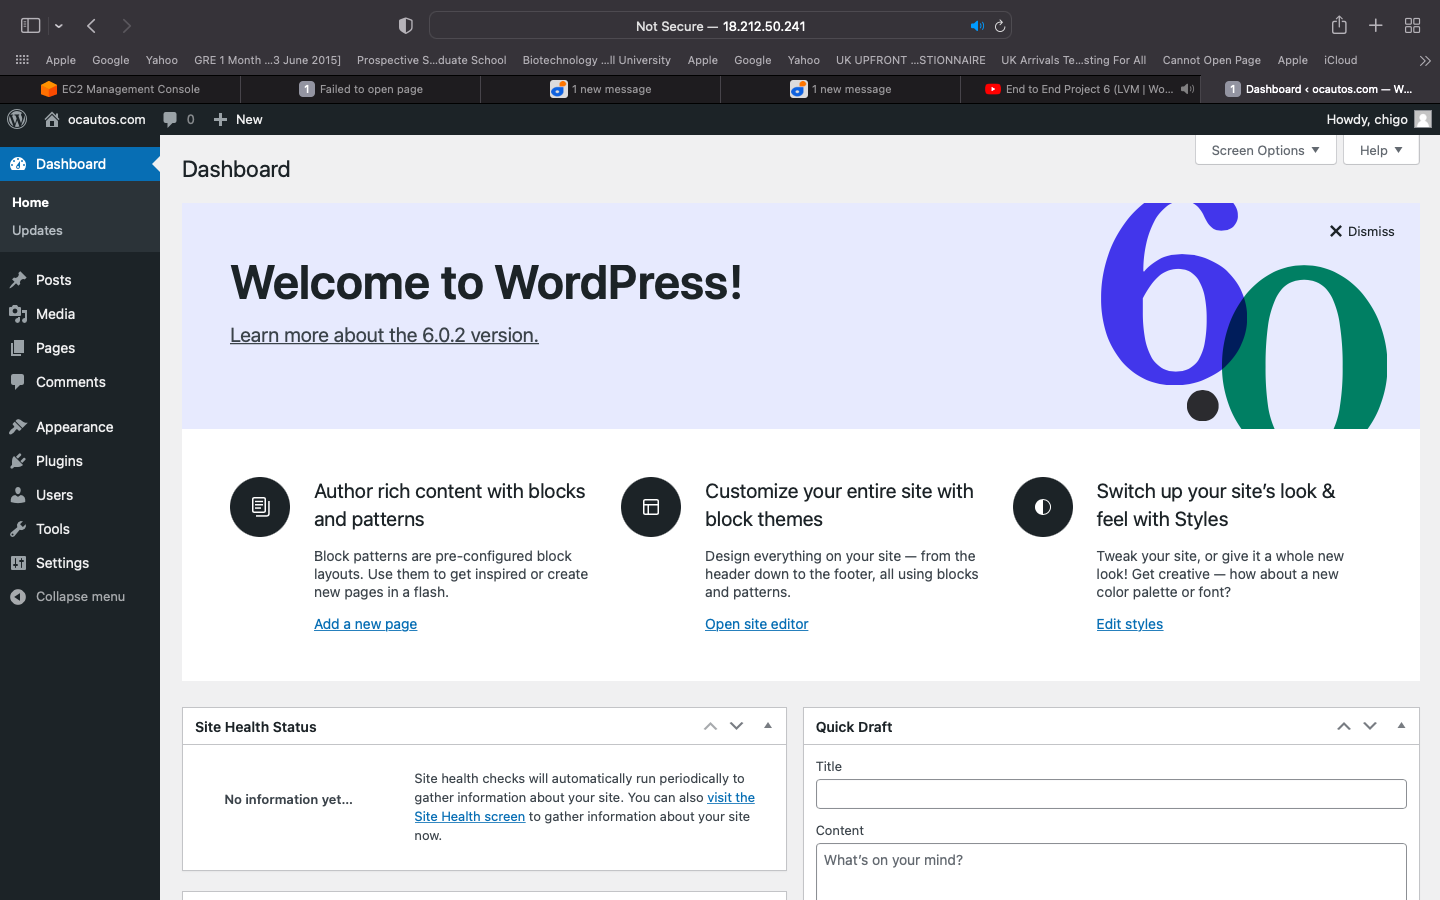 Not Secure — 18.212.50.241
Apple Google Yahoo GRE 1 Month ...3 June 2015] Prospective S...duate School Biotechnology ...ll University Apple Google Yahoo UK UPFRONT ...STIONNAIRE UK Arrivals Te...sting For All Cannot Open Page Apple iCloud
EC2 Management Console 1 Failed to open page 1 new message 1 new message End to End Project 6 (LVM | Wo... 1 Dashboard < ocautos.com — W...
ocautos.com 0 New Howdy, chigo
Dashboard
Home
Updates
Posts
Media
Pages
Comments
Appearance
Plugins
Users
Tools
Settings
Collapse menu
Screen Options Help
Dashboard
Dismiss
6.0
Welcome to WordPress!
Learn more about the 6.0.2 version.
Author rich content with blocks
and patterns
Block patterns are pre-configured block
layouts. Use them to get inspired or create
new pages in a flash.
Add a new page
Customize your entire site with
block themes
Design everything on your site — from the
header down to the footer, all using blocks
and patterns.
Open site editor
Switch up your site’s look &
feel with Styles
Tweak your site, or give it a whole new
look! Get creative — how about a new
color palette or font?
Edit styles
Site Health Status
No information yet...
Site health checks will automatically run periodically to
gather information about your site. You can also visit the
Site Health screen to gather information about your site
now.
Quick Draft
Title
Content
What’s on your mind?